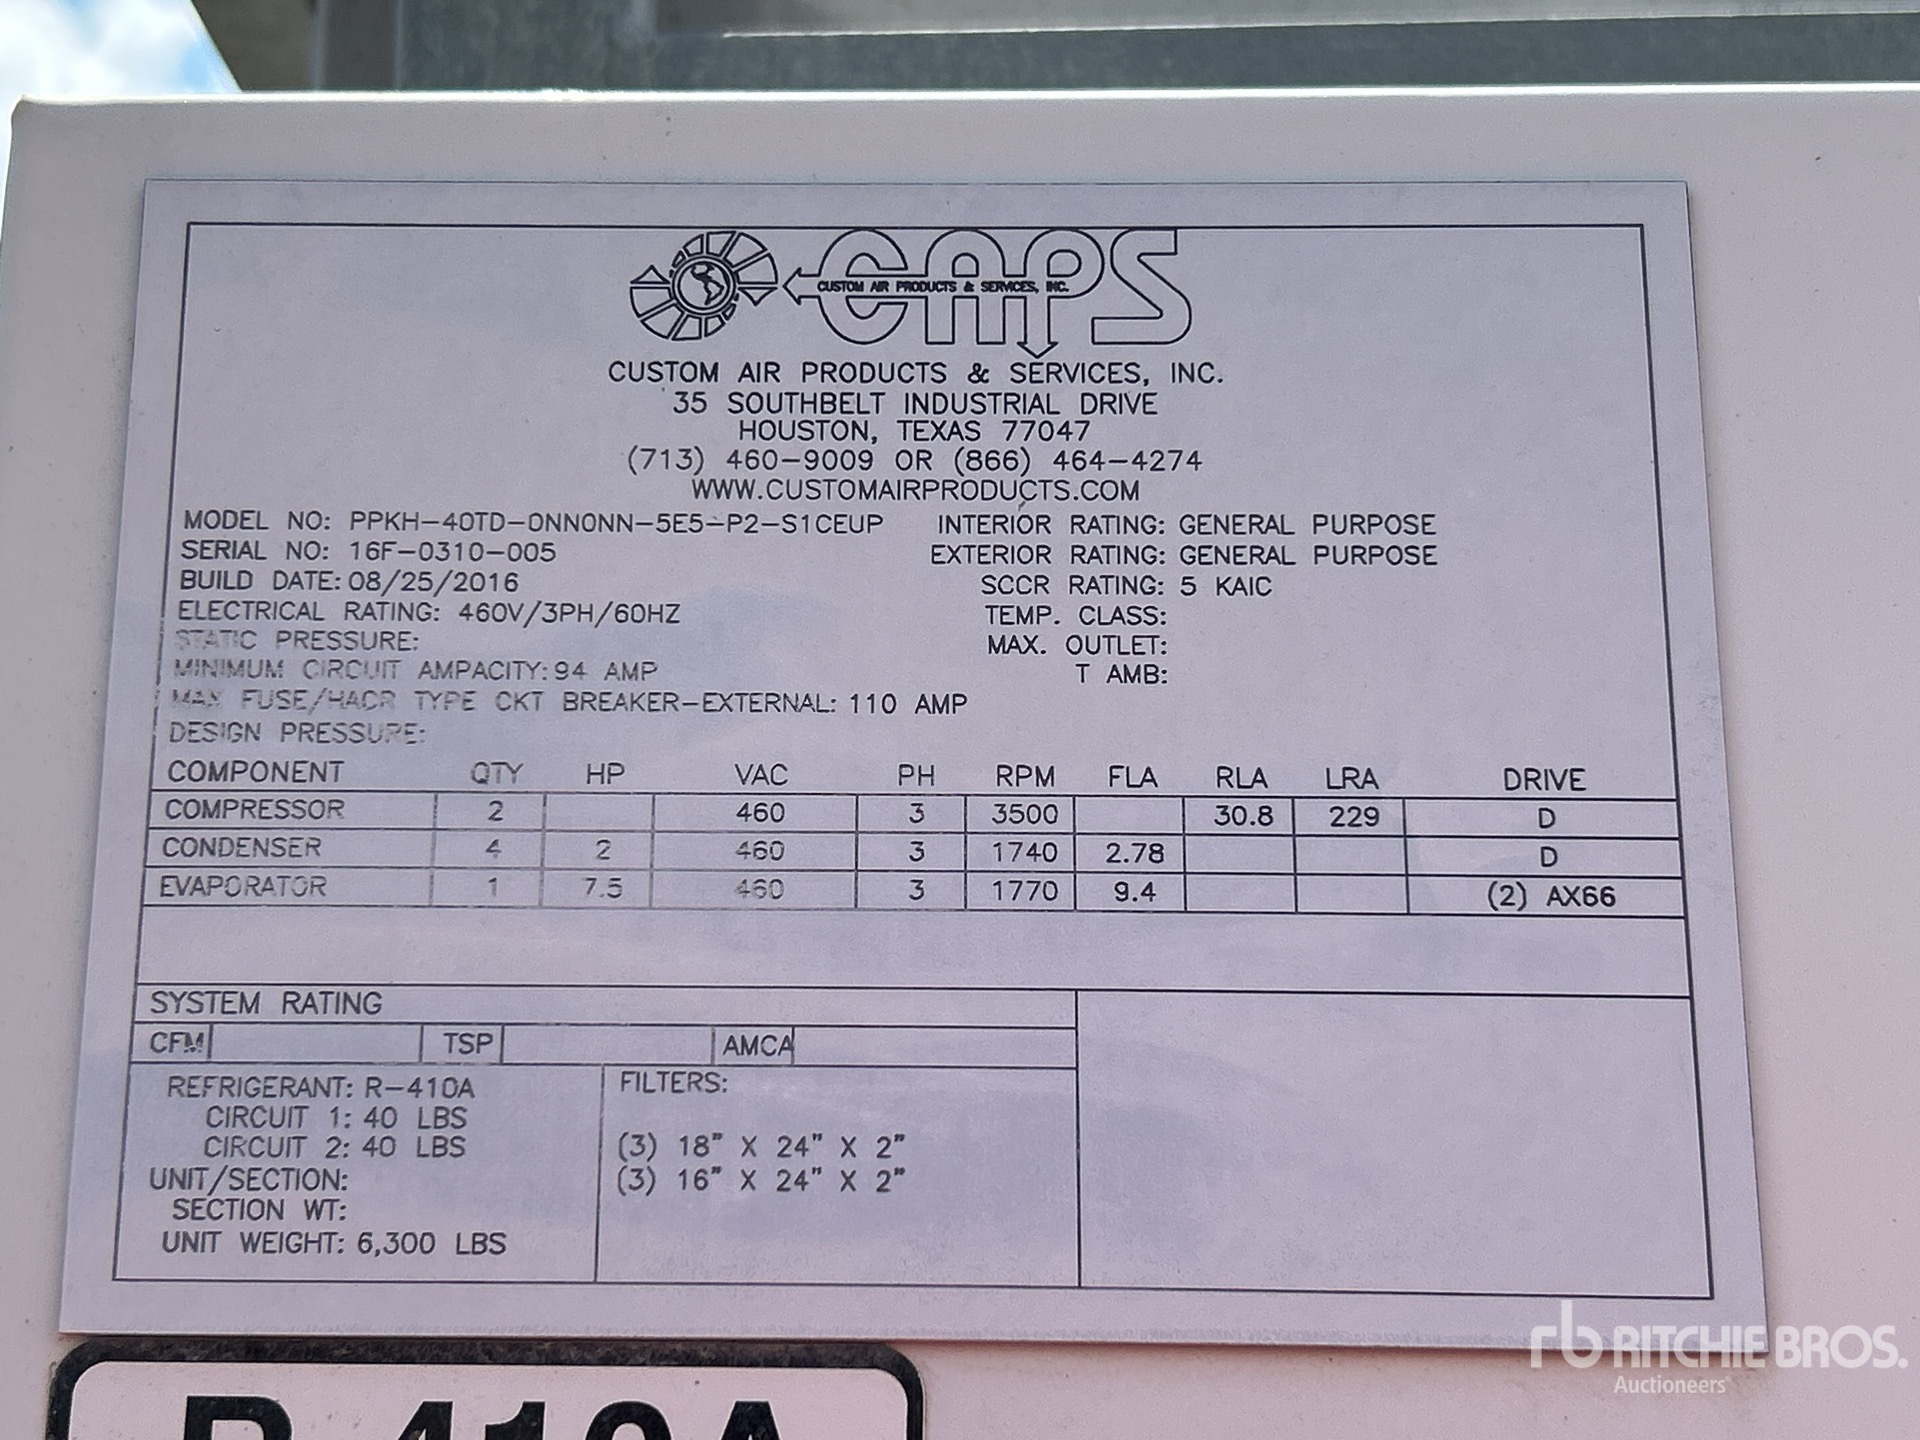 CAPS
CUSTOM AIR PRODUCTS & SERVICES, INC.
CUSTOM AIR PRODUCTS & SERVICES, INC.
35 SOUTHBELT INDUSTRIAL DRIVE
HOUSTON, TEXAS 77047
(713) 460-9009 OR (866) 464-4274
WWW.CUSTOMAIRPRODUCTS.COM
MODEL NO: PPKH-40TD-0NN0NN-5E5-P2-S1CEUP INTERIOR RATING: GENERAL PURPOSE
SERIAL NO: 16F-0310-005 EXTERIOR RATING: GENERAL PURPOSE
BUILD DATE: 08/25/2016 SCCR RATING: 5 KAIC
ELECTRICAL RATING: 460V/3PH/60HZ TEMP. CLASS:
STATIC PRESSURE: MAX. OUTLET:
MINIMUM CIRCUIT AMPACITY: 94 AMP T AMB:
MAX FUSE/HACR TYPE CKT BREAKER-EXTERNAL: 110 AMP
DESIGN PRESSURE:
COMPONENT QTY HP VAC PH RPM FLA RLA LRA DRIVE
COMPRESSOR 2 460 3 3500 30.8 229 D
CONDENSER 4 2 460 3 1740 2.78 D
EVAPORATOR 1 7.5 460 3 1770 9.4 (2) AX66
SYSTEM RATING
CFM TSP AMCA
REFRIGERANT: R-410A FILTERS:
CIRCUIT 1: 40 LBS
CIRCUIT 2: 40 LBS (3) 18" X 24" X 2"
UNIT/SECTION: (3) 16" X 24" X 2"
SECTION WT:
UNIT WEIGHT: 6,300 LBS
R-410A
rb RITCHIE BROS.
Auctioneers